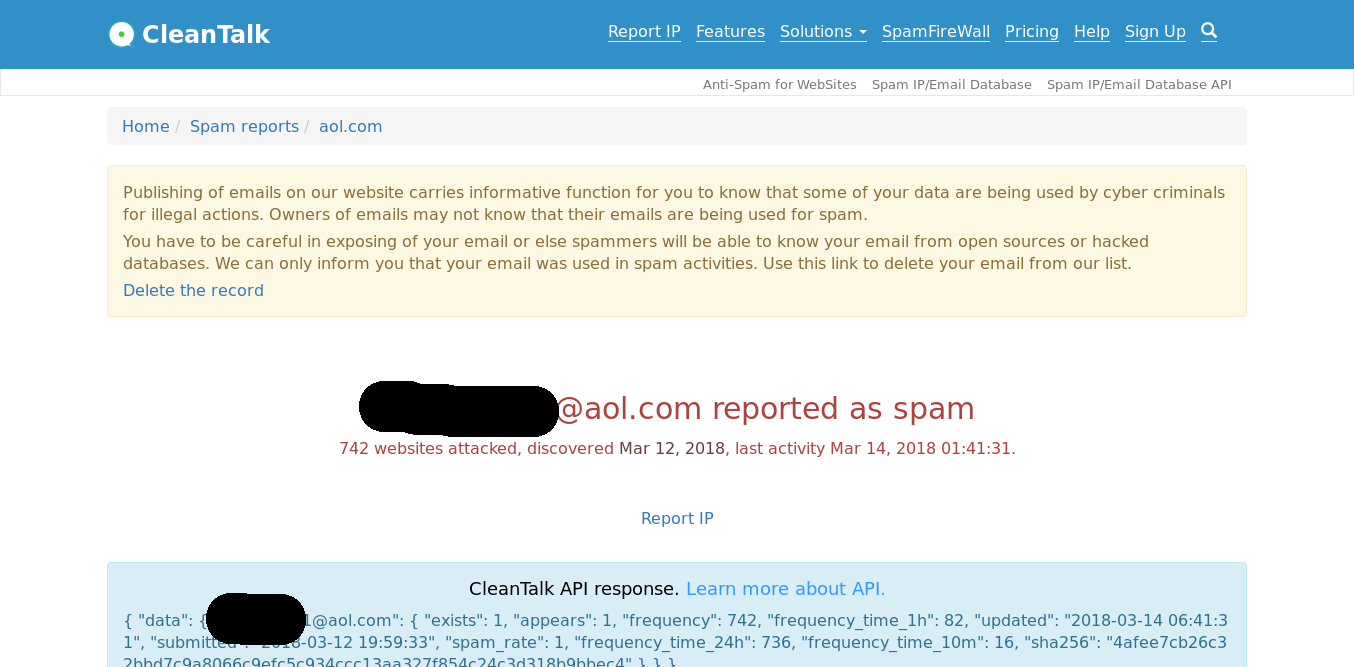 CleanTalk
Report IP Features Solutions SpamFireWall Pricing Help Sign Up
Anti-Spam for WebSites Spam IP/Email Database Spam IP/Email Database API
Home / Spam reports / aol.com
Publishing of emails on our website carries informative function for you to know that some of your data are being used by cyber criminals
for illegal actions. Owners of emails may not know that their emails are being used for spam.
You have to be careful in exposing of your email or else spammers will be able to know your email from open sources or hacked
databases. We can only inform you that your email was used in spam activities. Use this link to delete your email from our list.
Delete the record
@aol.com reported as spam
742 websites attacked, discovered Mar 12, 2018, last activity Mar 14, 2018 01:41:31.
Report IP
CleanTalk API response. Learn more about API.
{ "data": { 1@aol.com": { "exists": 1, "appears": 1, "frequency": 742, "frequency_time_1h": 82, "updated": "2018-03-14 06:41:3
1", "submitted": "2018-03-12 19:59:33", "spam_rate": 1, "frequency_time_24h": 736, "frequency_time_10m": 16, "sha256": "4afee7cb26c3
2bbd7c9a8066c9efc5c934ccc13aa327f854c24c3d318b9bbec4" } } }